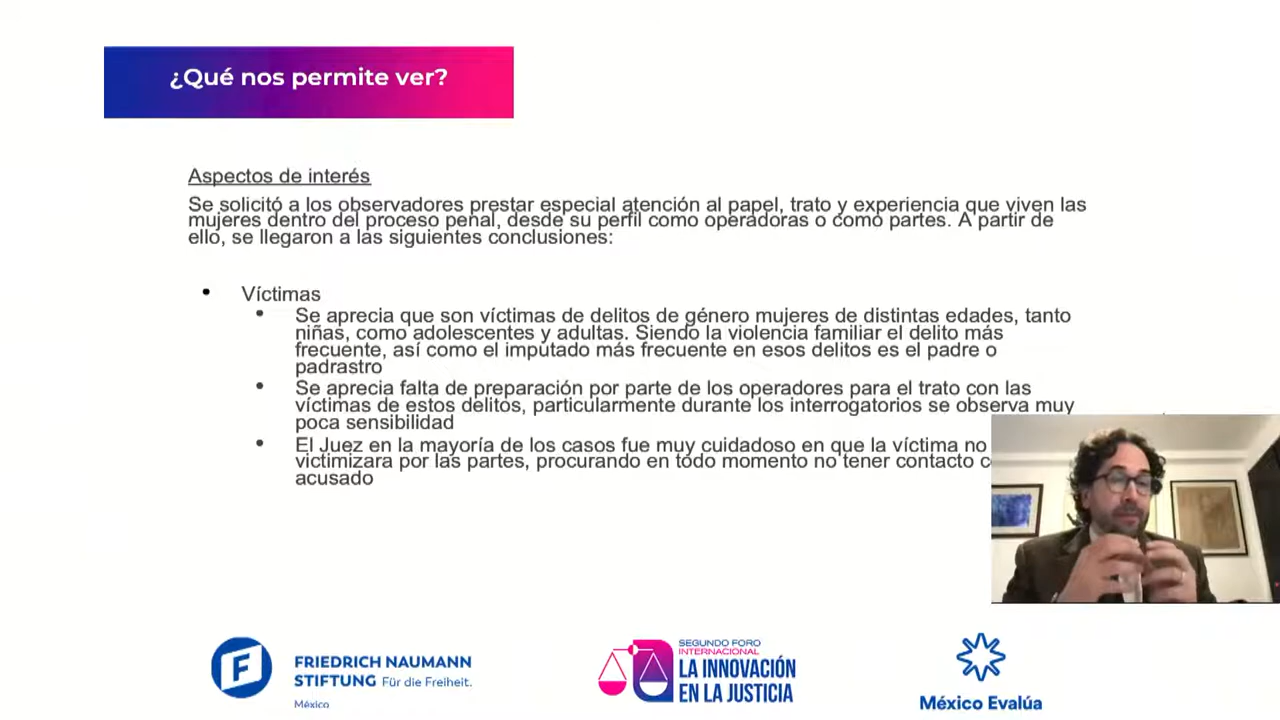 ¿Qué nos permite ver?
Aspectos de interés
Se solicitó a los observadores prestar especial atención al papel, trato y experiencia que viven las
mujeres dentro del proceso penal, desde su perfil como operadoras o como partes. A partir de
ello, se llegaron a las siguientes conclusiones:
• Víctimas
• Se aprecia que son víctimas de delitos de género mujeres de distintas edades, tanto
niñas, como adolescentes y adultas. Siendo la violencia familiar el delito más
frecuente, así como el imputado más frecuente en esos delitos es el padre o
padrastro
• Se aprecia falta de preparación por parte de los operadores para el trato con las
víctimas de estos delitos, particularmente durante los interrogatorios se observa muy
poca sensibilidad
• El Juez en la mayoría de los casos fue muy cuidadoso en que la víctima no
victimizara por las partes, procurando en todo momento no tener contacto
acusado
FRIEDRICH NAUMANN
STIFTUNG Für die Freiheit.
México
SEGUNDO FORO
INTERNACIONAL
LA INNOVACIÓN
EN LA JUSTICIA
México Evalúa